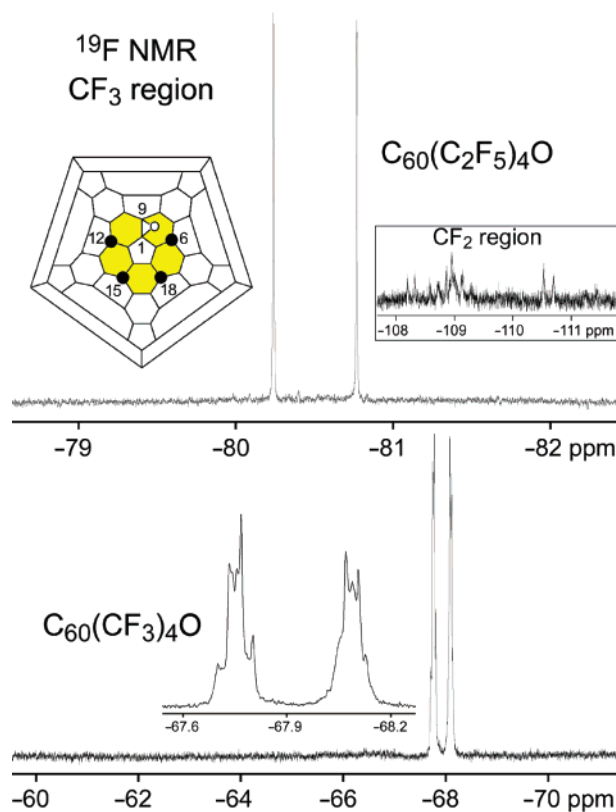 ¹⁹F NMR
CF₃ region
9
12
1
6
15
18
C₆₀(C₂F₅)₄O
CF₂ region
−108 −109 −110 −111 ppm
−79 −80 −81 −82 ppm
C₆₀(CF₃)₄O
−67.6 −67.9 −68.2
−60 −62 −64 −66 −68 −70 ppm